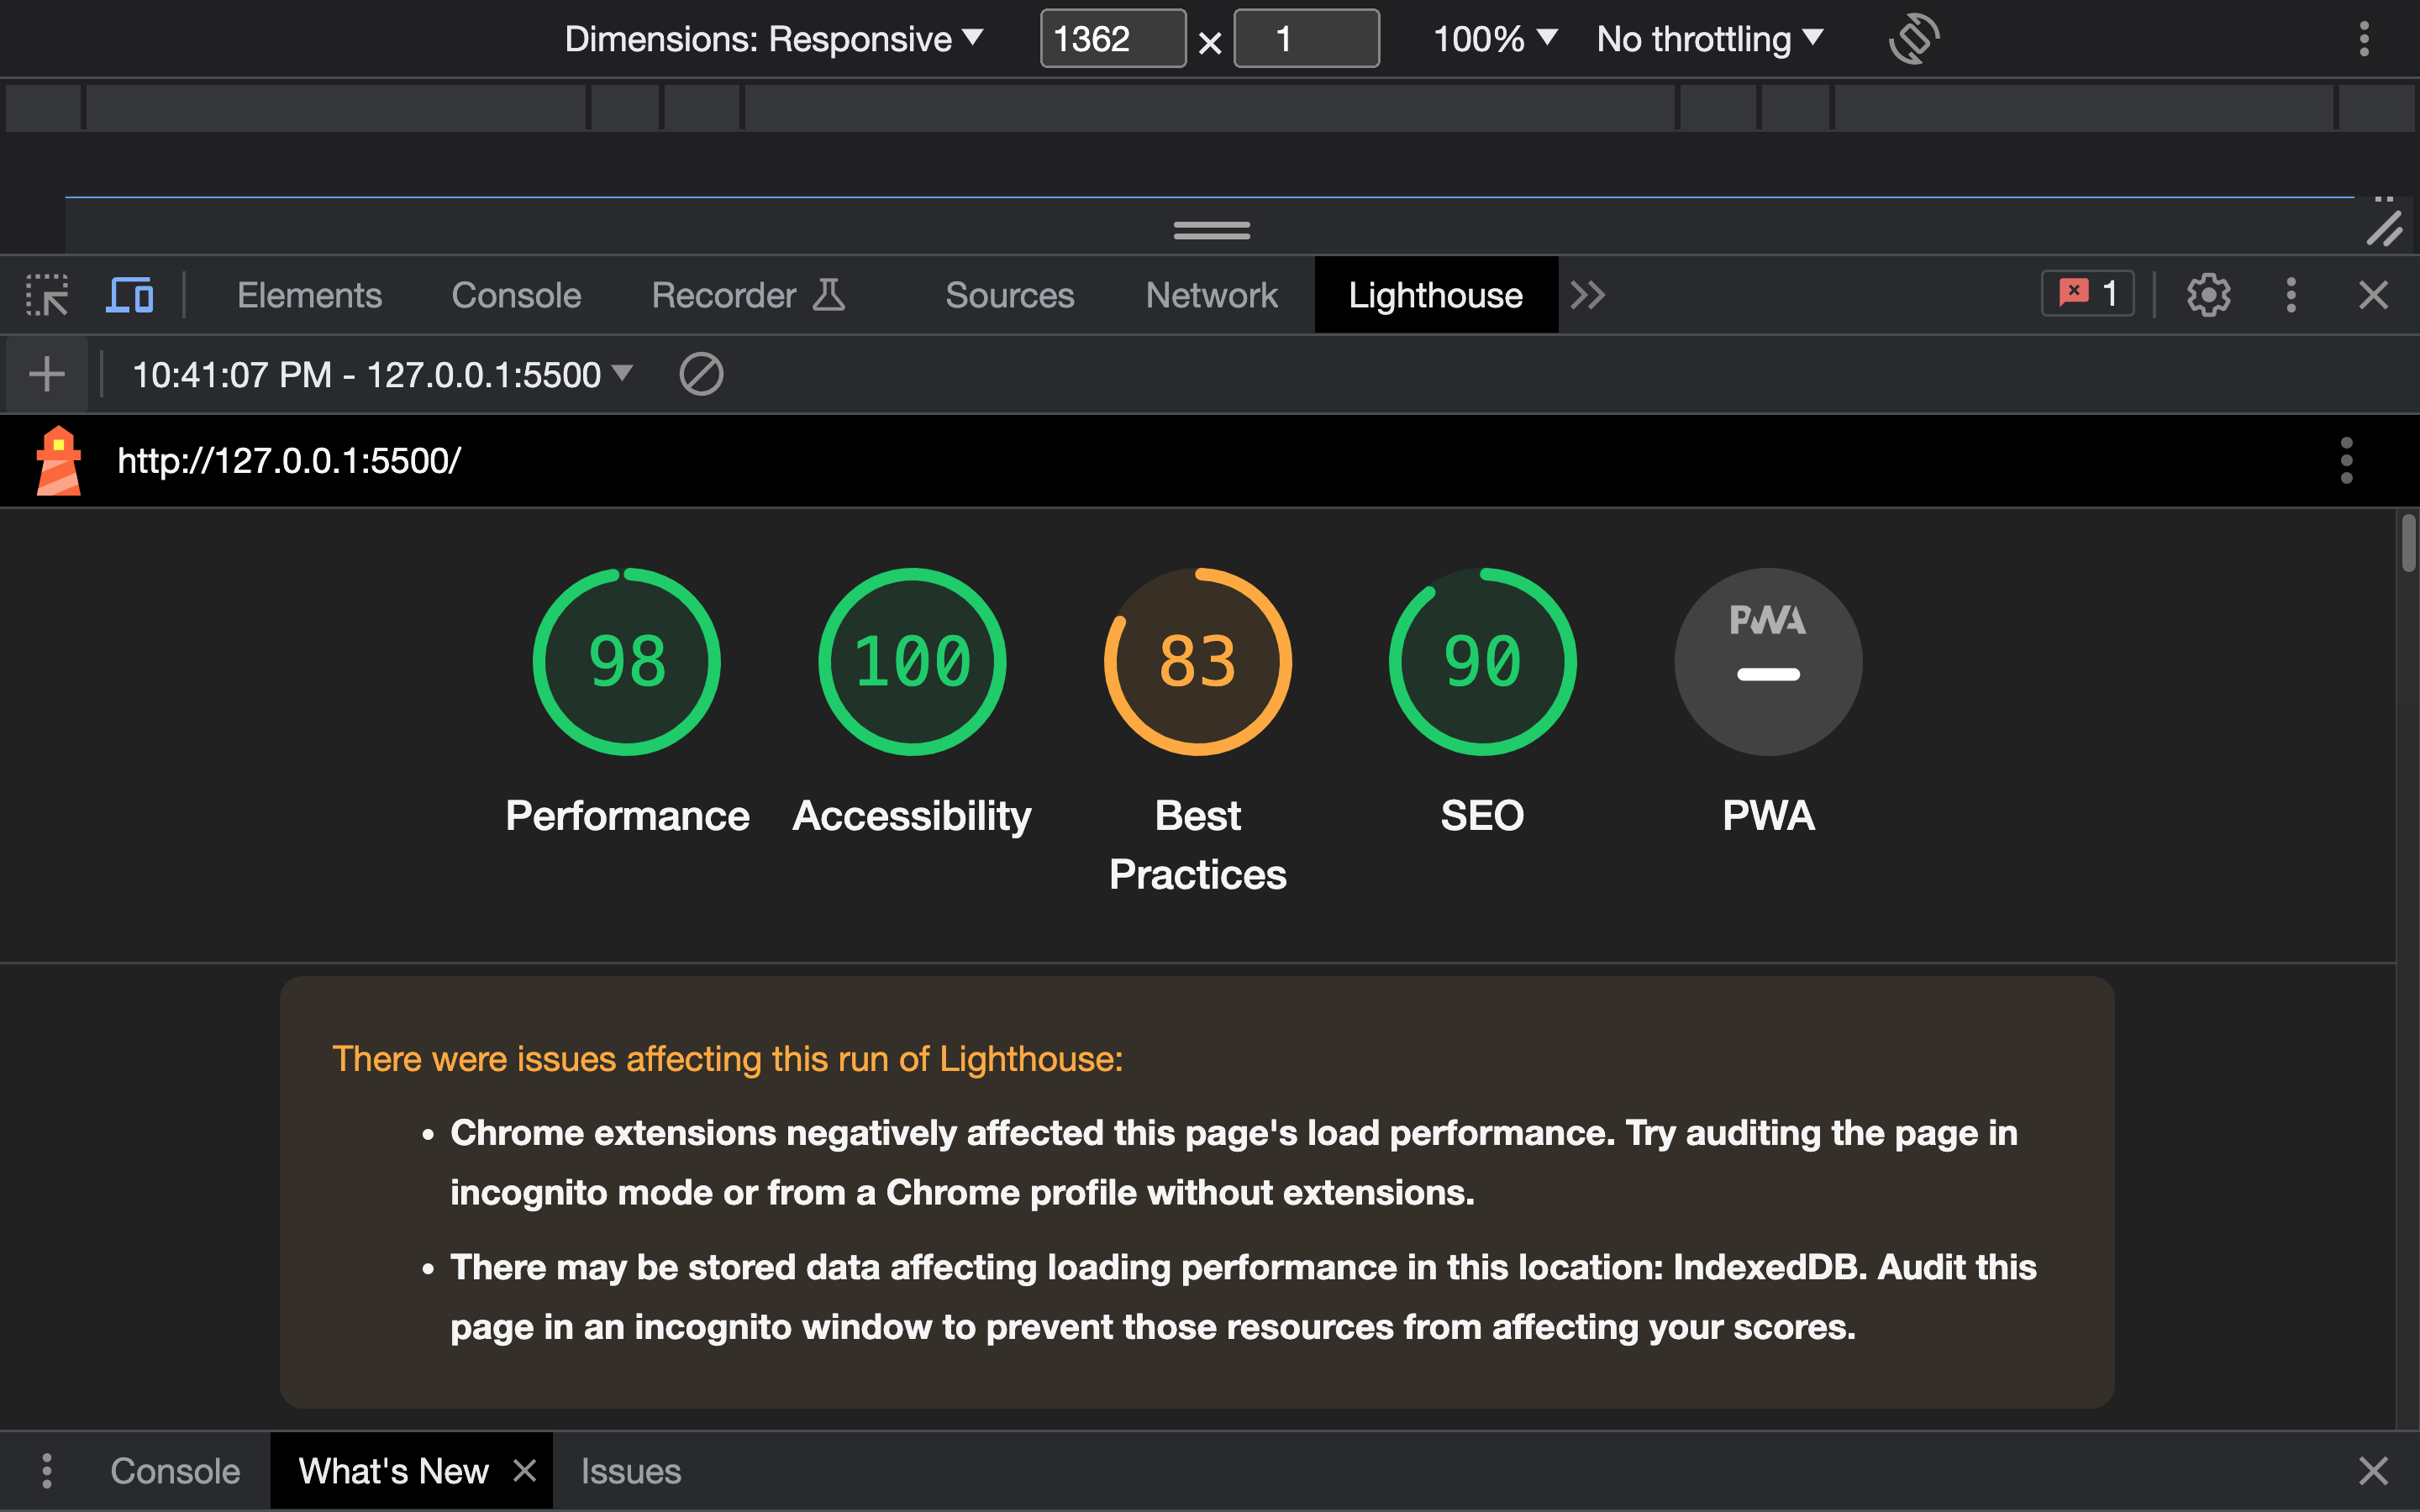 Dimensions: Responsive 1362 × 1 100% No throttling
Elements Console Recorder Sources Network Lighthouse 1
10:41:07 PM - 127.0.0.1:5500
http://127.0.0.1:5500/
98 100 83 90 PWA
Performance Accessibility Best Practices SEO PWA
There were issues affecting this run of Lighthouse:
• Chrome extensions negatively affected this page's load performance. Try auditing the page in
incognito mode or from a Chrome profile without extensions.
• There may be stored data affecting loading performance in this location: IndexedDB. Audit this
page in an incognito window to prevent those resources from affecting your scores.
Console What's New Issues